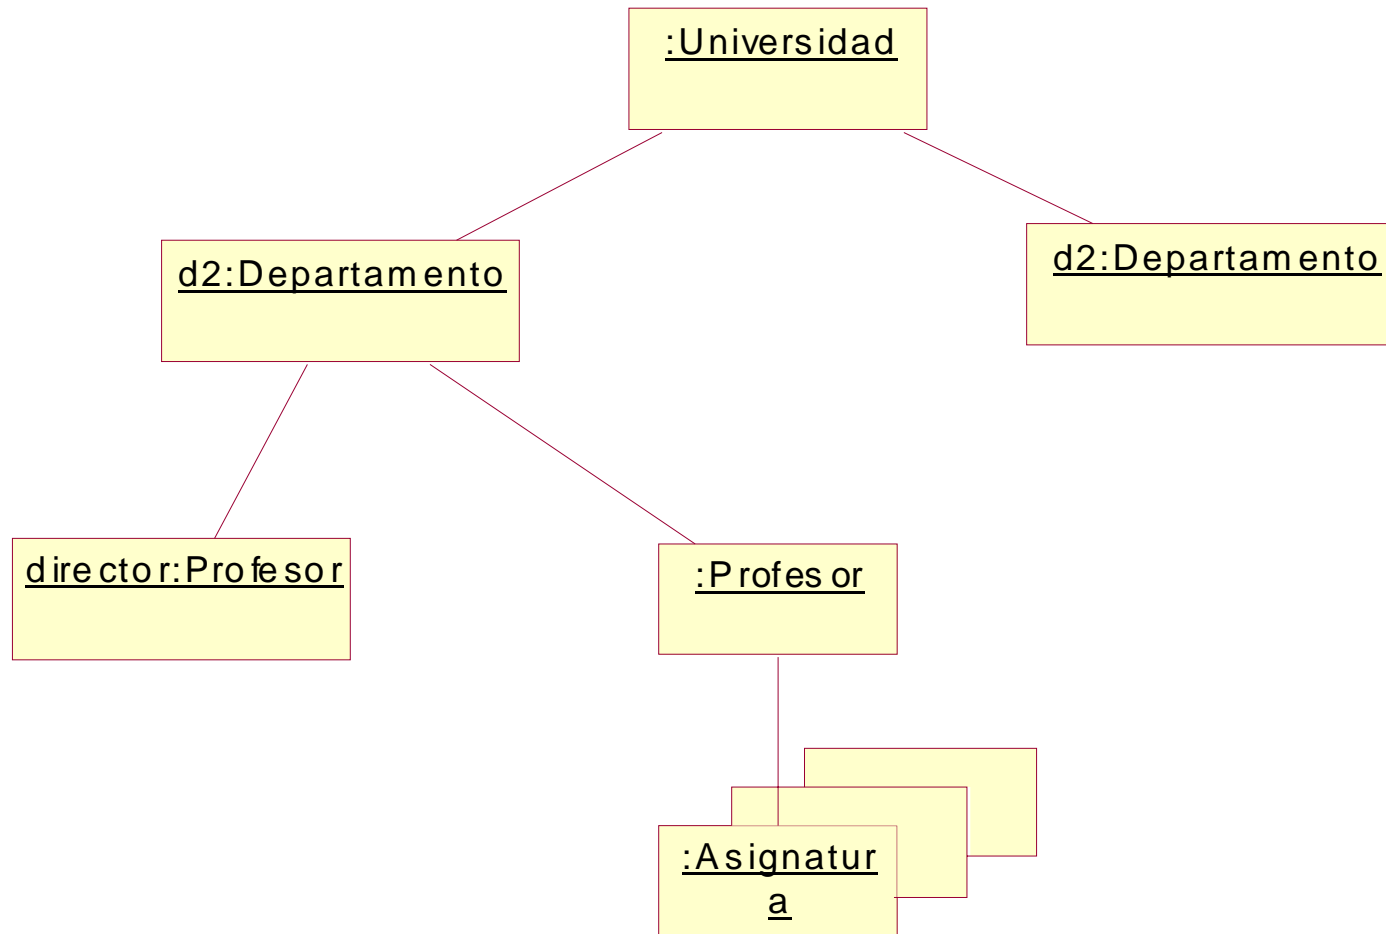 :Universidad
d2:Departamento
d2:Departamento
director:Profesor
:Profesor
:Asignatur
a